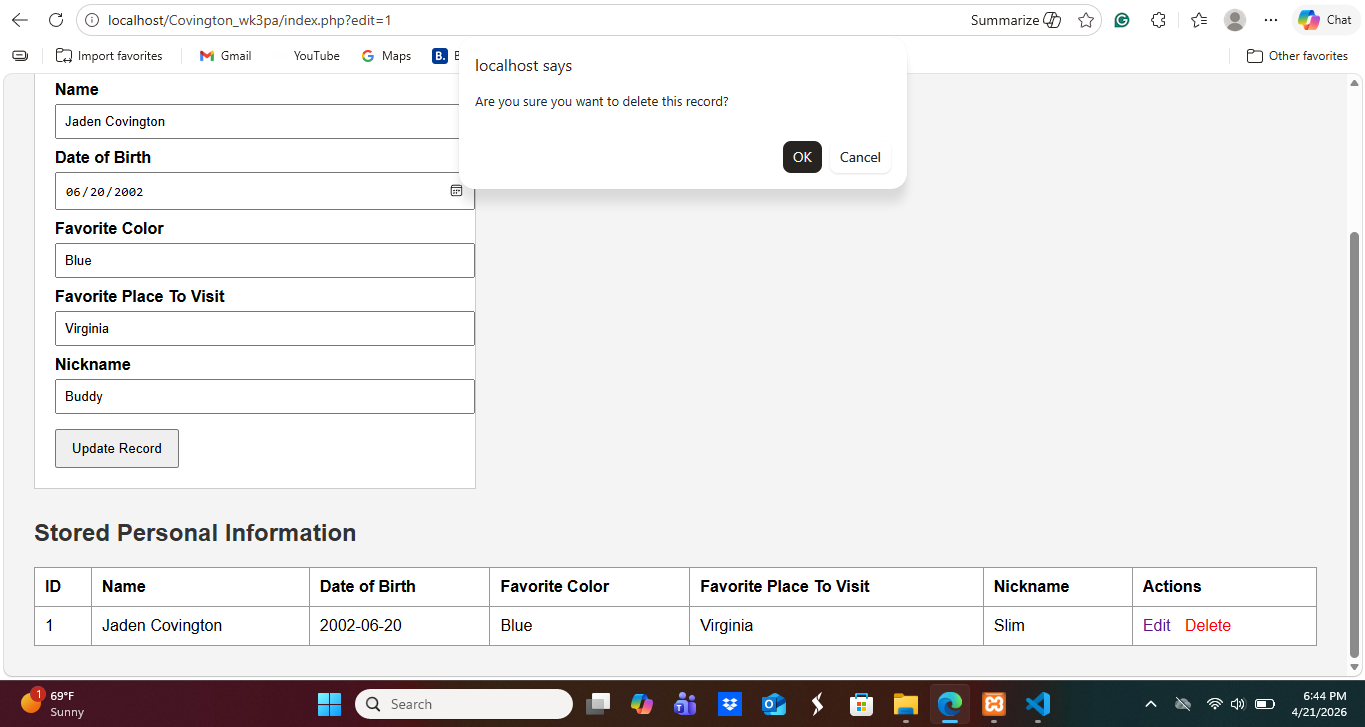 localhost/Covington_wk3pa/index.php?edit=1
Summarize
Chat
Import favorites
Gmail
YouTube
Maps
B.
Other favorites
localhost says
Are you sure you want to delete this record?
OK
Cancel
Name
Jaden Covington
Date of Birth
06/20/2002
Favorite Color
Blue
Favorite Place To Visit
Virginia
Nickname
Buddy
Update Record
Stored Personal Information
ID Name Date of Birth Favorite Color Favorite Place To Visit Nickname Actions
1 Jaden Covington 2002-06-20 Blue Virginia Slim Edit Delete
1
69°F
Sunny
Search
6:44 PM
4/21/2026